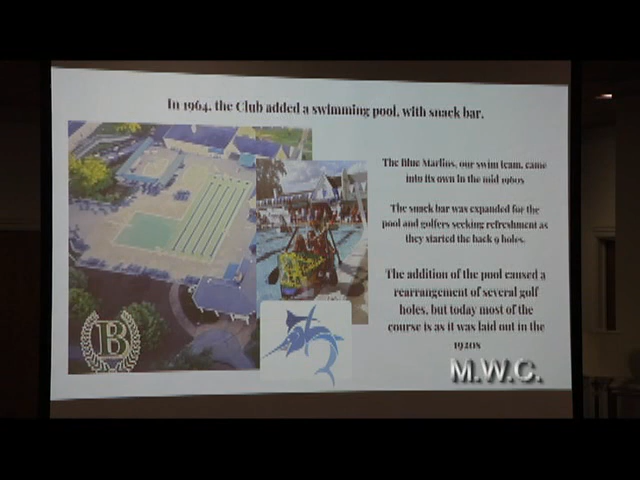 In 1964, the Club added a swimming pool, with snack bar.
The Blue Marlins, our swim team, came
into its own in the mid 1960s
The snack bar was expanded for the
pool and golfers seeking refreshment as
they started the back 9 holes.
The addition of the pool caused a
rearrangement of several golf
holes, but today most of the
course is as it was laid out in the
1920s
B
M.W.C.